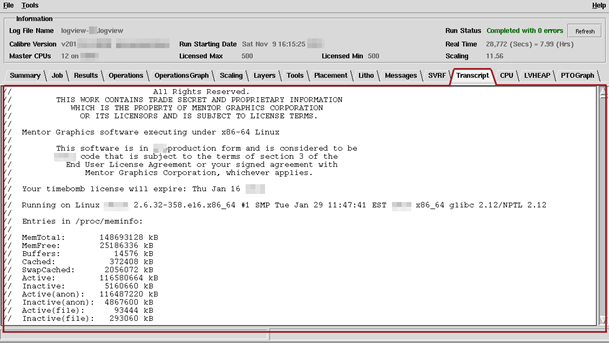 File Tools Help
Information
Log File Name logview- logview Run Status Completed with 0 errors Refresh
Calibre Version v201 Run Starting Date Sat Nov 9 16:15:25 Real Time 28,772 (Secs) = 7.99 (Hrs)
Master CPUs 12 on Licensed Max 500 Licensed Min 500 Scaling 11.56
Summary Job Results Operations OperationsGraph Scaling Layers Tools Placement Litho Messages SVRF Transcript CPU LVHEAP PTOGraph
// All Rights Reserved.
// THIS WORK CONTAINS TRADE SECRET AND PROPRIETARY INFORMATION
// WHICH IS THE PROPERTY OF MENTOR GRAPHICS CORPORATION
// OR ITS LICENSORS AND IS SUBJECT TO LICENSE TERMS.
//
// Mentor Graphics software executing under x86-64 Linux
//
// This software is in production form and is considered to be
// code that is subject to the terms of section 3 of the
// End User License Agreement or your signed agreement with
// Mentor Graphics Corporation, whichever applies.
//
// Your timebomb license will expire: Thu Jan 16
//
// Running on Linux 2.6.32-358.el6.x86_64 #1 SMP Tue Jan 29 11:47:41 EST x86_64 glibc 2.12/NPTL 2.12
//
// Entries in /proc/meminfo:
//
// MemTotal: 148693128 kB
// MemFree: 25186336 kB
// Buffers: 14576 kB
// Cached: 372408 kB
// SwapCached: 2056072 kB
// Active: 116580664 kB
// Inactive: 5160660 kB
// Active(anon): 116487220 kB
// Inactive(anon): 4867600 kB
// Active(file): 93444 kB
// Inactive(file): 293060 kB